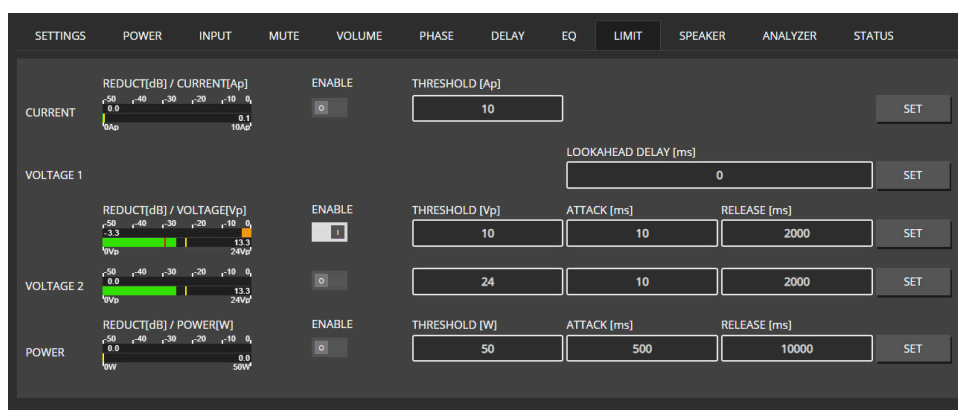 SETTINGS POWER INPUT MUTE VOLUME PHASE DELAY EQ LIMIT SPEAKER ANALYZER STATUS
REDUCT[dB] / CURRENT[Ap] ENABLE THRESHOLD [Ap]
-50 -40 -30 -20 -10 0
CURRENT 0.0 O 10 SET
0.1
0Ap 10Ap
LOOKAHEAD DELAY [ms]
VOLTAGE 1 0 SET
REDUCT[dB] / VOLTAGE[Vp] ENABLE THRESHOLD [Vp] ATTACK [ms] RELEASE [ms]
-50 -40 -30 -20 -10 0
-3.3 I 10 10 2000 SET
13.3
0Vp 24Vp
-50 -40 -30 -20 -10 0
VOLTAGE 2 0.0 O 24 10 2000 SET
13.3
0Vp 24Vp
REDUCT[dB] / POWER[W] ENABLE THRESHOLD [W] ATTACK [ms] RELEASE [ms]
-50 -40 -30 -20 -10 0
POWER 0.0 O 50 500 10000 SET
0.0
0W 50W